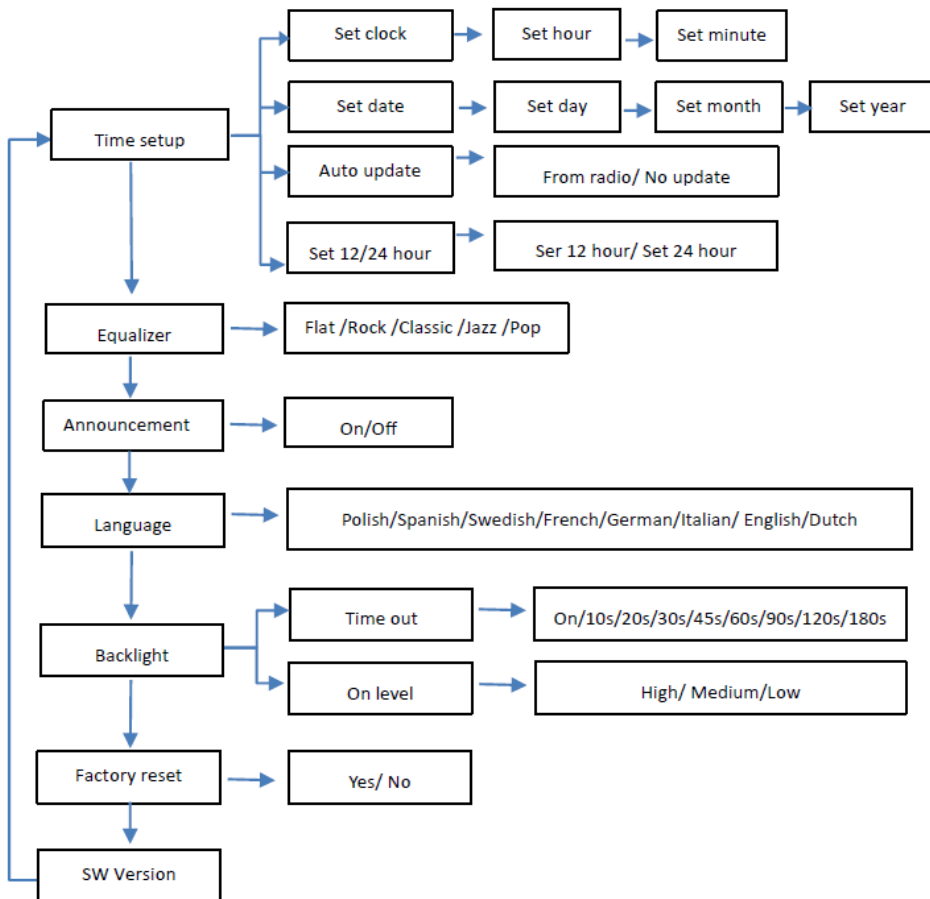 Set clock
Set hour
Set minute
Time setup
Set date
Set day
Set month
Set year
Auto update
From radio/ No update
Set 12/24 hour
Ser 12 hour/ Set 24 hour
Equalizer
Flat /Rock /Classic /Jazz /Pop
Announcement
On/Off
Language
Polish/Spanish/Swedish/French/German/Italian/ English/Dutch
Backlight
Time out
On/10s/20s/30s/45s/60s/90s/120s/180s
On level
High/ Medium/Low
Factory reset
Yes/ No
SW Version